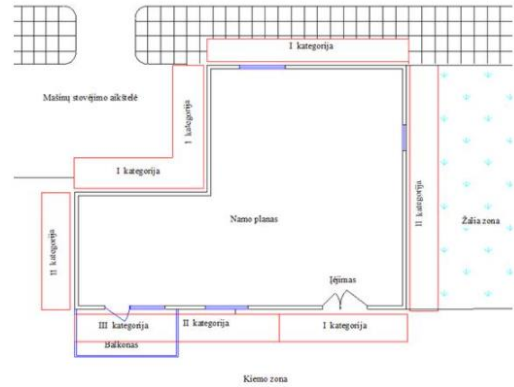 I kategorija
Mašinų stovėjimo aikštelė
I kategorija
I kategorija
II kategorija
Namo planas
II kategorija
Žalia zona
Įėjimas
III kategorija
II kategorija
I kategorija
Balkonas
Kiemo zona